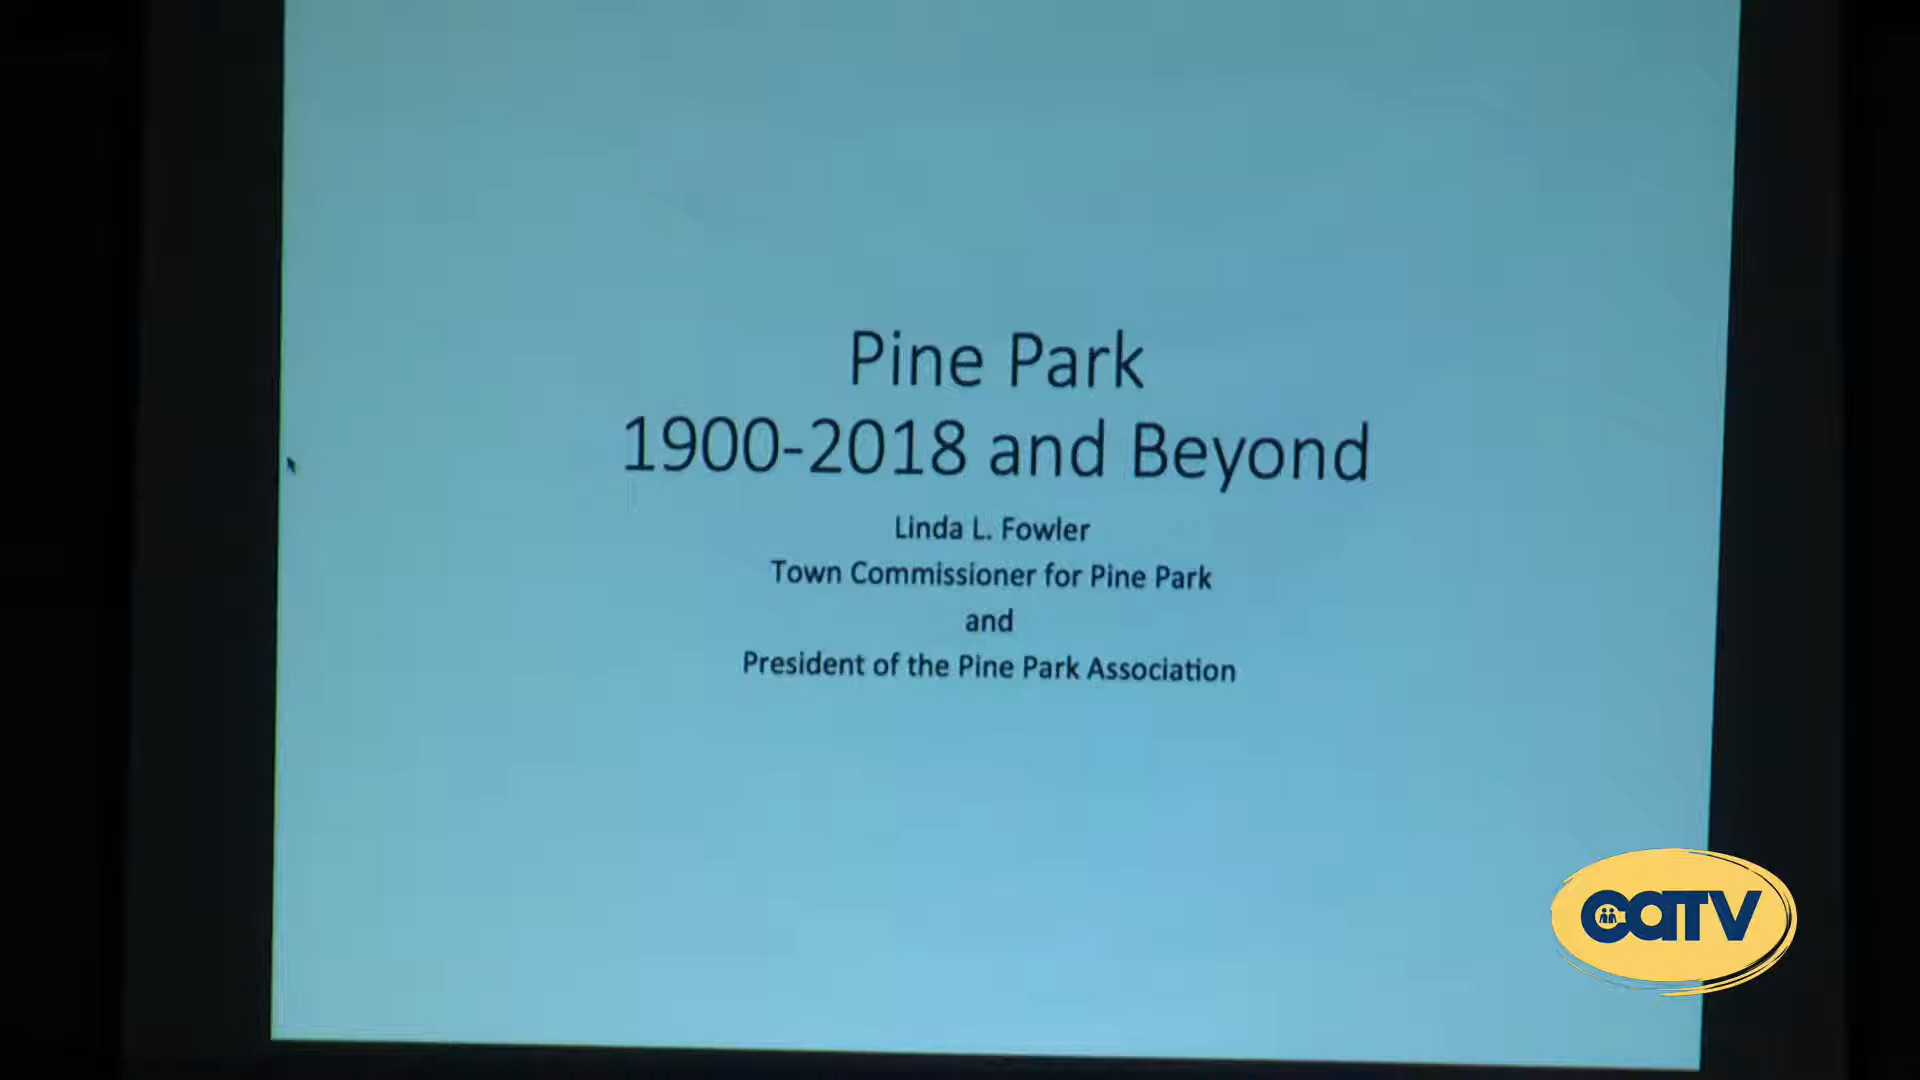 Pine Park
1900-2018 and Beyond
Linda L. Fowler
Town Commissioner for Pine Park
and
President of the Pine Park Association
CATV